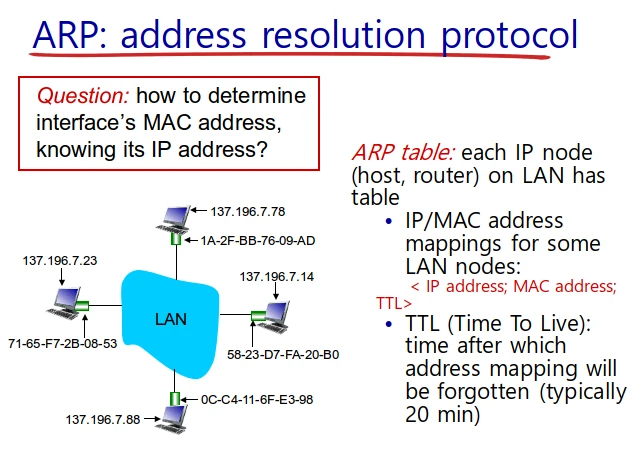 ARP: address resolution protocol
Question: how to determine
interface's MAC address,
knowing its IP address?
ARP table: each IP node
(host, router) on LAN has
table
• IP/MAC address
mappings for some
LAN nodes:
< IP address; MAC address;
TTL>
• TTL (Time To Live):
time after which
address mapping will
be forgotten (typically
20 min)
137.196.7.78
1A-2F-BB-76-09-AD
137.196.7.23
137.196.7.14
LAN
71-65-F7-2B-08-53
58-23-D7-FA-20-B0
0C-C4-11-6F-E3-98
137.196.7.88